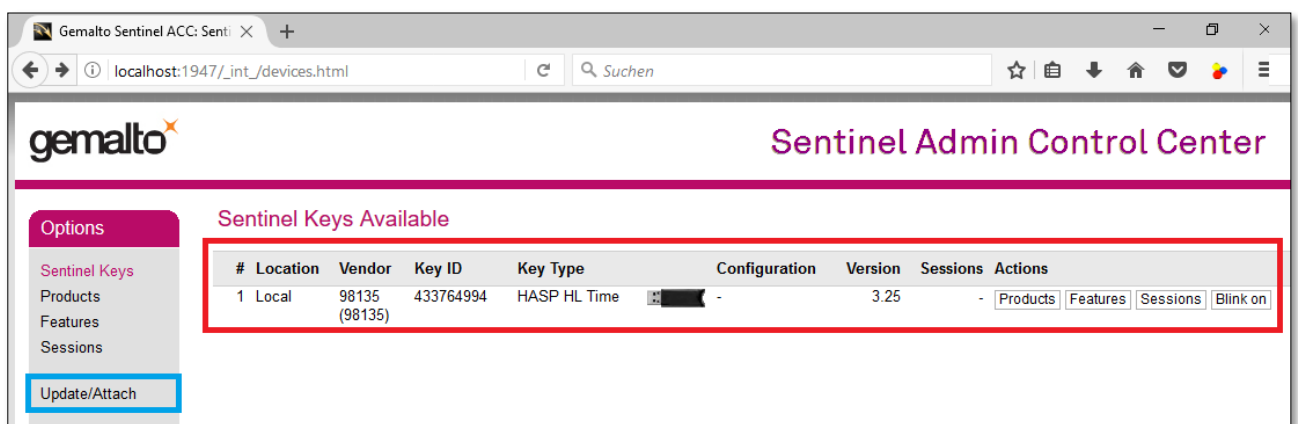 Gemalto Sentinel ACC: Senti
localhost:1947/_int_/devices.html
Suchen
gemalto
Sentinel Admin Control Center
Options
Sentinel Keys
Products
Features
Sessions
Update/Attach
Sentinel Keys Available
# Location Vendor Key ID Key Type Configuration Version Sessions Actions
1 Local 98135 433764994 HASP HL Time - 3.25 - Products Features Sessions Blink on
(98135)